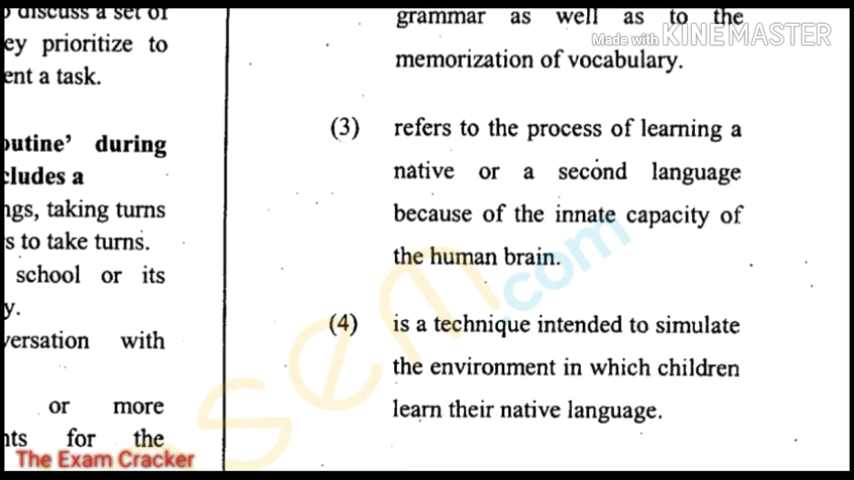 discuss a set of
ey prioritize to
ent a task.
outine' during
cludes a
ngs, taking turns
s to take turns.
school or its
y.
versation with
or more
nts for the
grammar as well as to the
memorization of vocabulary.
(3) refers to the process of learning a
native or a second language
because of the innate capacity of
the human brain.
(4) is a technique intended to simulate
the environment in which children
learn their native language.
Made with KINEMASTER
sem.com
The Exam Cracker